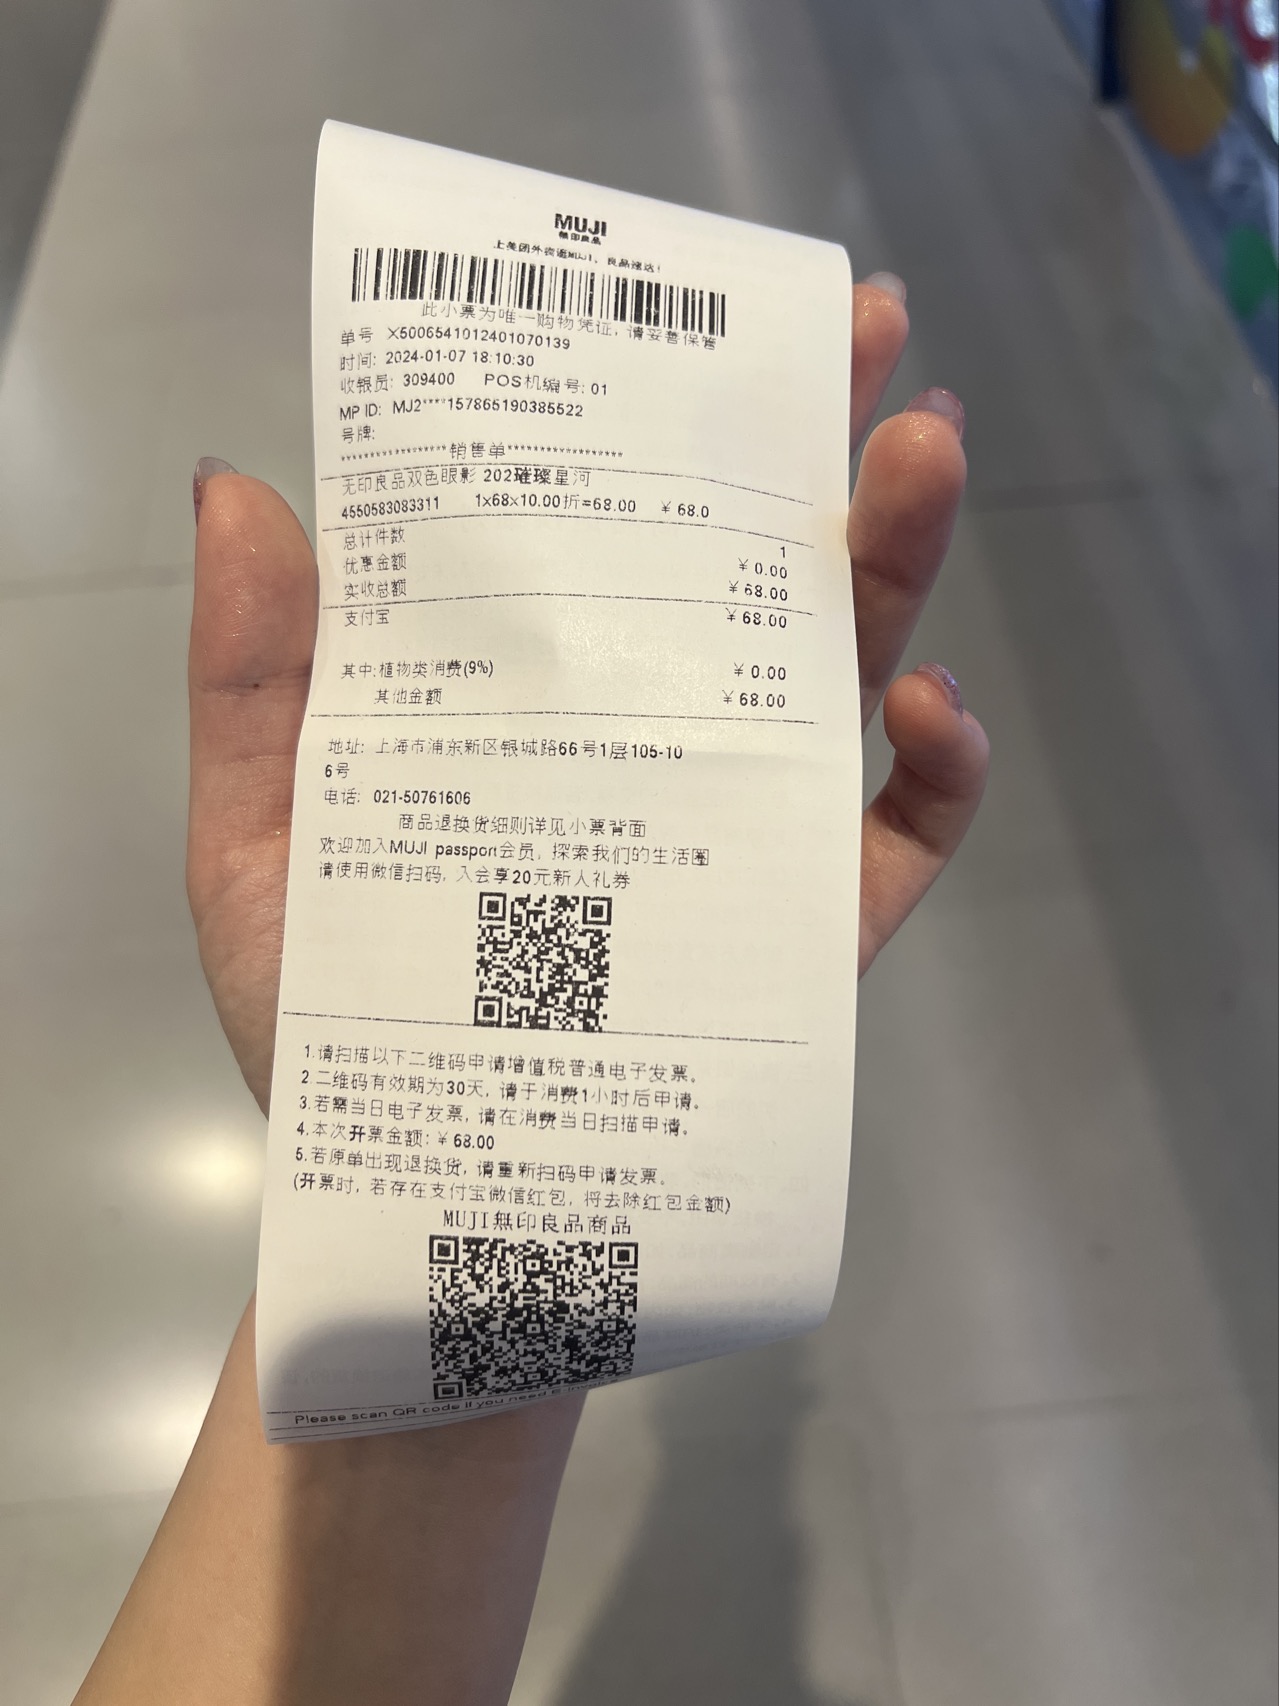 MUJI
無印良品
上美团外卖逛MUJI，良品速达！
此小票为唯一购物凭证，请妥善保管
单号 X5006541012401070139
时间: 2024-01-07 18:10:30
收银员: 309400 POS机编号: 01
MP ID: MJ2****157865190385522
号牌:
******************销售单******************
无印良品双色眼影 202璀璨星河
4550583083311 1x68x10.00折=68.00 ￥68.0
总计件数 1
优惠金额 ￥0.00
实收总额 ￥68.00
支付宝 ￥68.00
其中:植物类消费(9%) ￥0.00
其他金额 ￥68.00
地址: 上海市浦东新区银城路66号1层105-10
6号
电话: 021-50761606
商品退换货细则详见小票背面
欢迎加入MUJI passport会员, 探索我们的生活圈
请使用微信扫码, 入会享20元新人礼券
1.请扫描以下二维码申请增值税普通电子发票。
2.二维码有效期为30天, 请于消费1小时后申请。
3.若需当日电子发票, 请在消费当日扫描申请。
4.本次开票金额: ￥68.00
5.若原单出现退换货, 请重新扫码申请发票。
(开票时, 若存在支付宝微信红包, 将去除红包金额)
MUJI無印良品商品
Please scan QR code if you need E-invoice